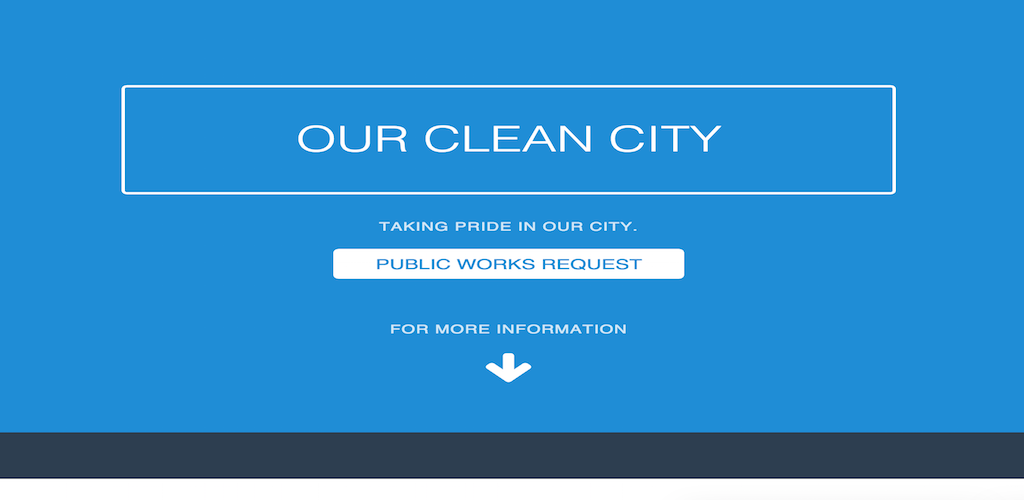 OUR CLEAN CITY
TAKING PRIDE IN OUR CITY.
PUBLIC WORKS REQUEST
FOR MORE INFORMATION